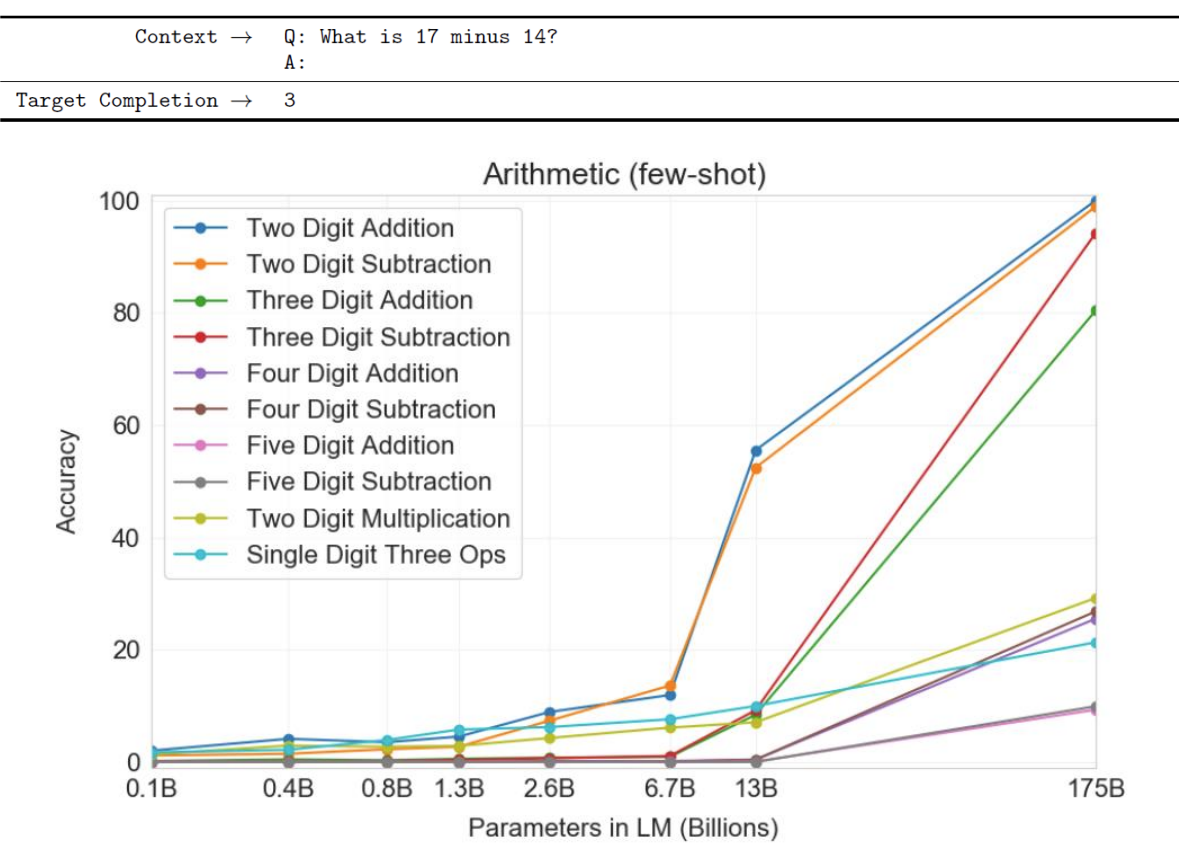 Context → Q: What is 17 minus 14?
A:
Target Completion → 3
Arithmetic (few-shot)
100
80
60
40
20
0
Accuracy
Two Digit Addition
Two Digit Subtraction
Three Digit Addition
Three Digit Subtraction
Four Digit Addition
Four Digit Subtraction
Five Digit Addition
Five Digit Subtraction
Two Digit Multiplication
Single Digit Three Ops
0.1B 0.4B 0.8B 1.3B 2.6B 6.7B 13B 175B
Parameters in LM (Billions)